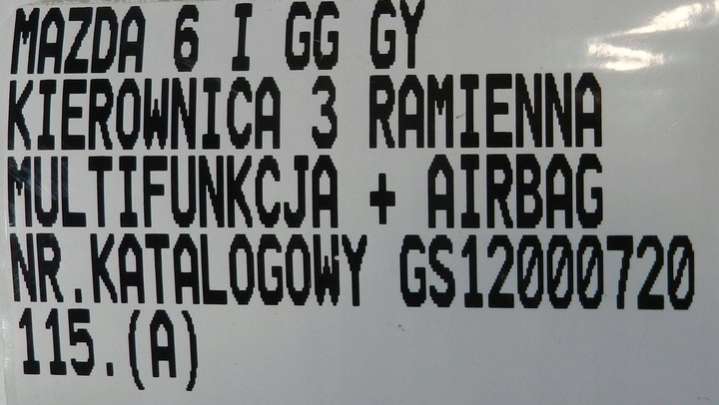 MAZDA 6 I GG GY
KIEROWNICA 3 RAMIENNA
MULTIFUNKCJA + AIRBAG
NR.KATALOGOWY GS12000720
115.(A)